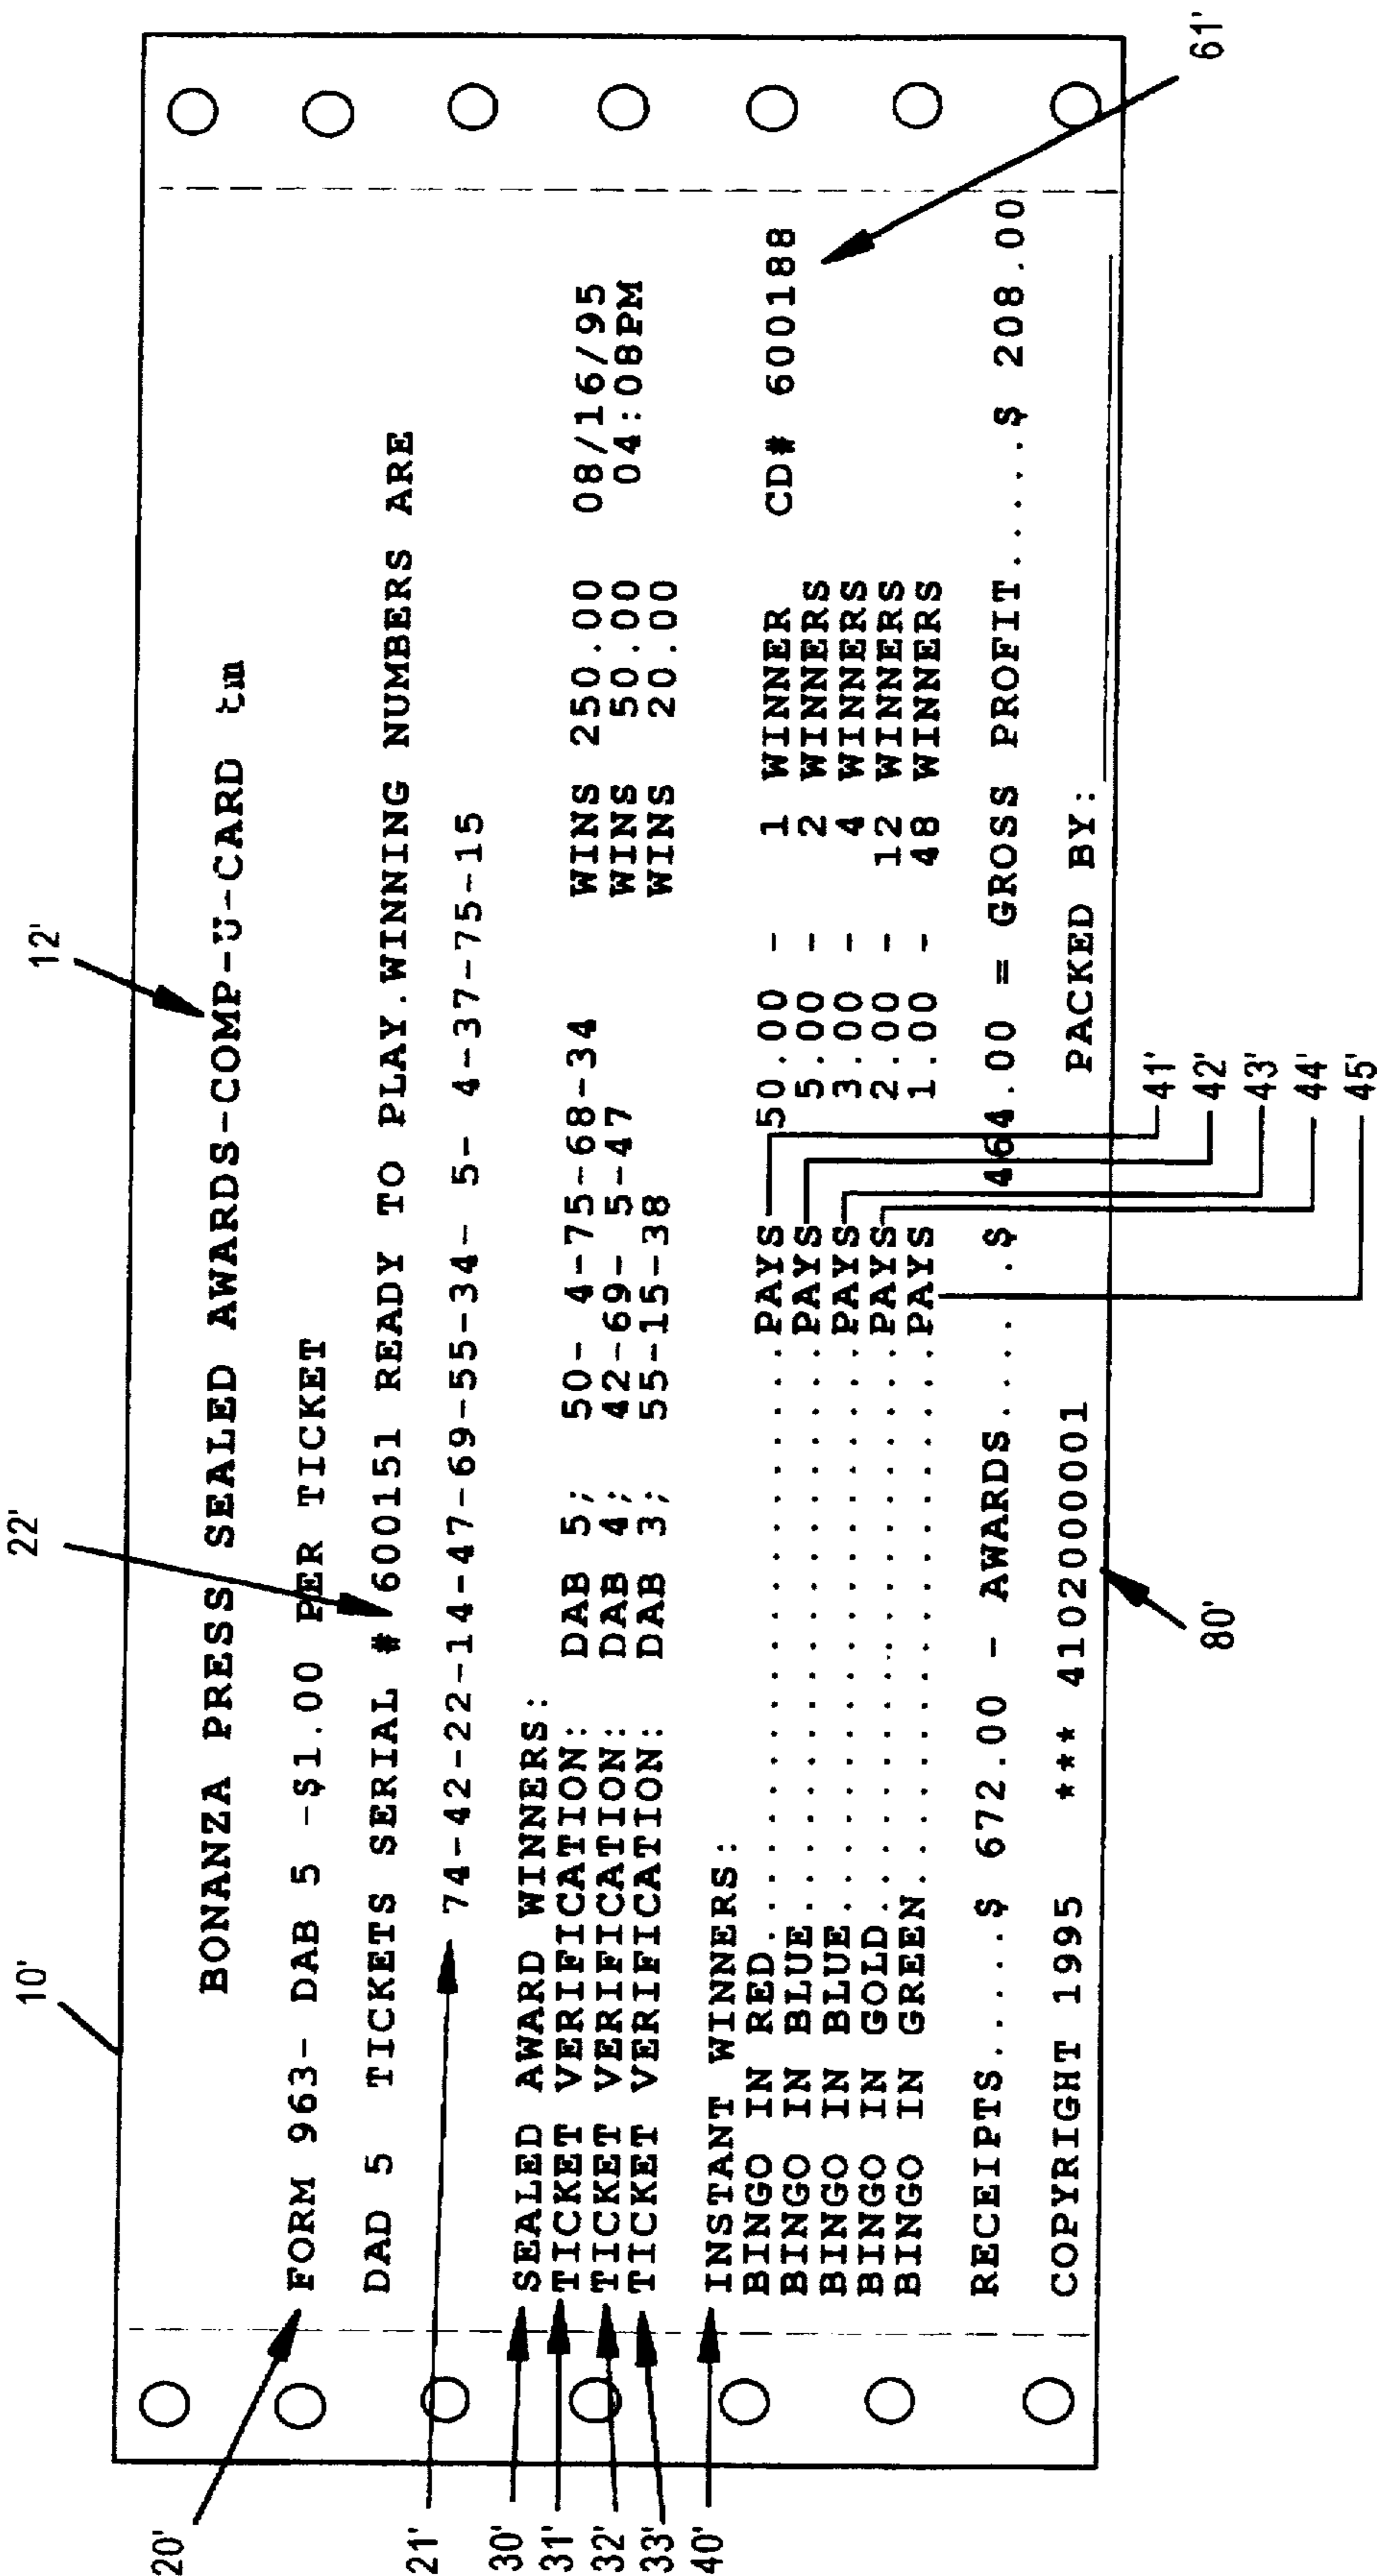 10'
22'
12'
20'
BONANZA PRESS SEALED AWARDS-COMP-U-CARD tm
FORM 963- DAB 5 -$1.00 PER TICKET
DAD 5 TICKETS SERIAL # 600151 READY TO PLAY.WINNING NUMBERS ARE
21'
74-42-22-14-47-69-55-34- 5- 4-37-75-15
30'
SEALED AWARD WINNERS:
31'
TICKET VERIFICATION: DAB 5; 50- 4-75-68-34 WINS 250.00 08/16/95
32'
TICKET VERIFICATION: DAB 4; 42-69- 5-47 WINS 50.00 04:08PM
33'
TICKET VERIFICATION: DAB 3; 55-15-38 WINS 20.00
40'
INSTANT WINNERS:
BINGO IN RED..................PAYS 50.00 - 1 WINNER CD# 600188
BINGO IN BLUE.................PAYS 5.00 - 2 WINNERS
BINGO IN BLUE.................PAYS 3.00 - 4 WINNERS
BINGO IN GOLD.................PAYS 2.00 - 12 WINNERS
BINGO IN GREEN................PAYS 1.00 - 48 WINNERS
61'
RECEIPTS.....$ 672.00 - AWARDS.......$ 464.00 = GROSS PROFIT.....$ 208.00
COPYRIGHT 1995 *** 4102000001 PACKED BY:
41'
42'
43'
44'
45'
80'